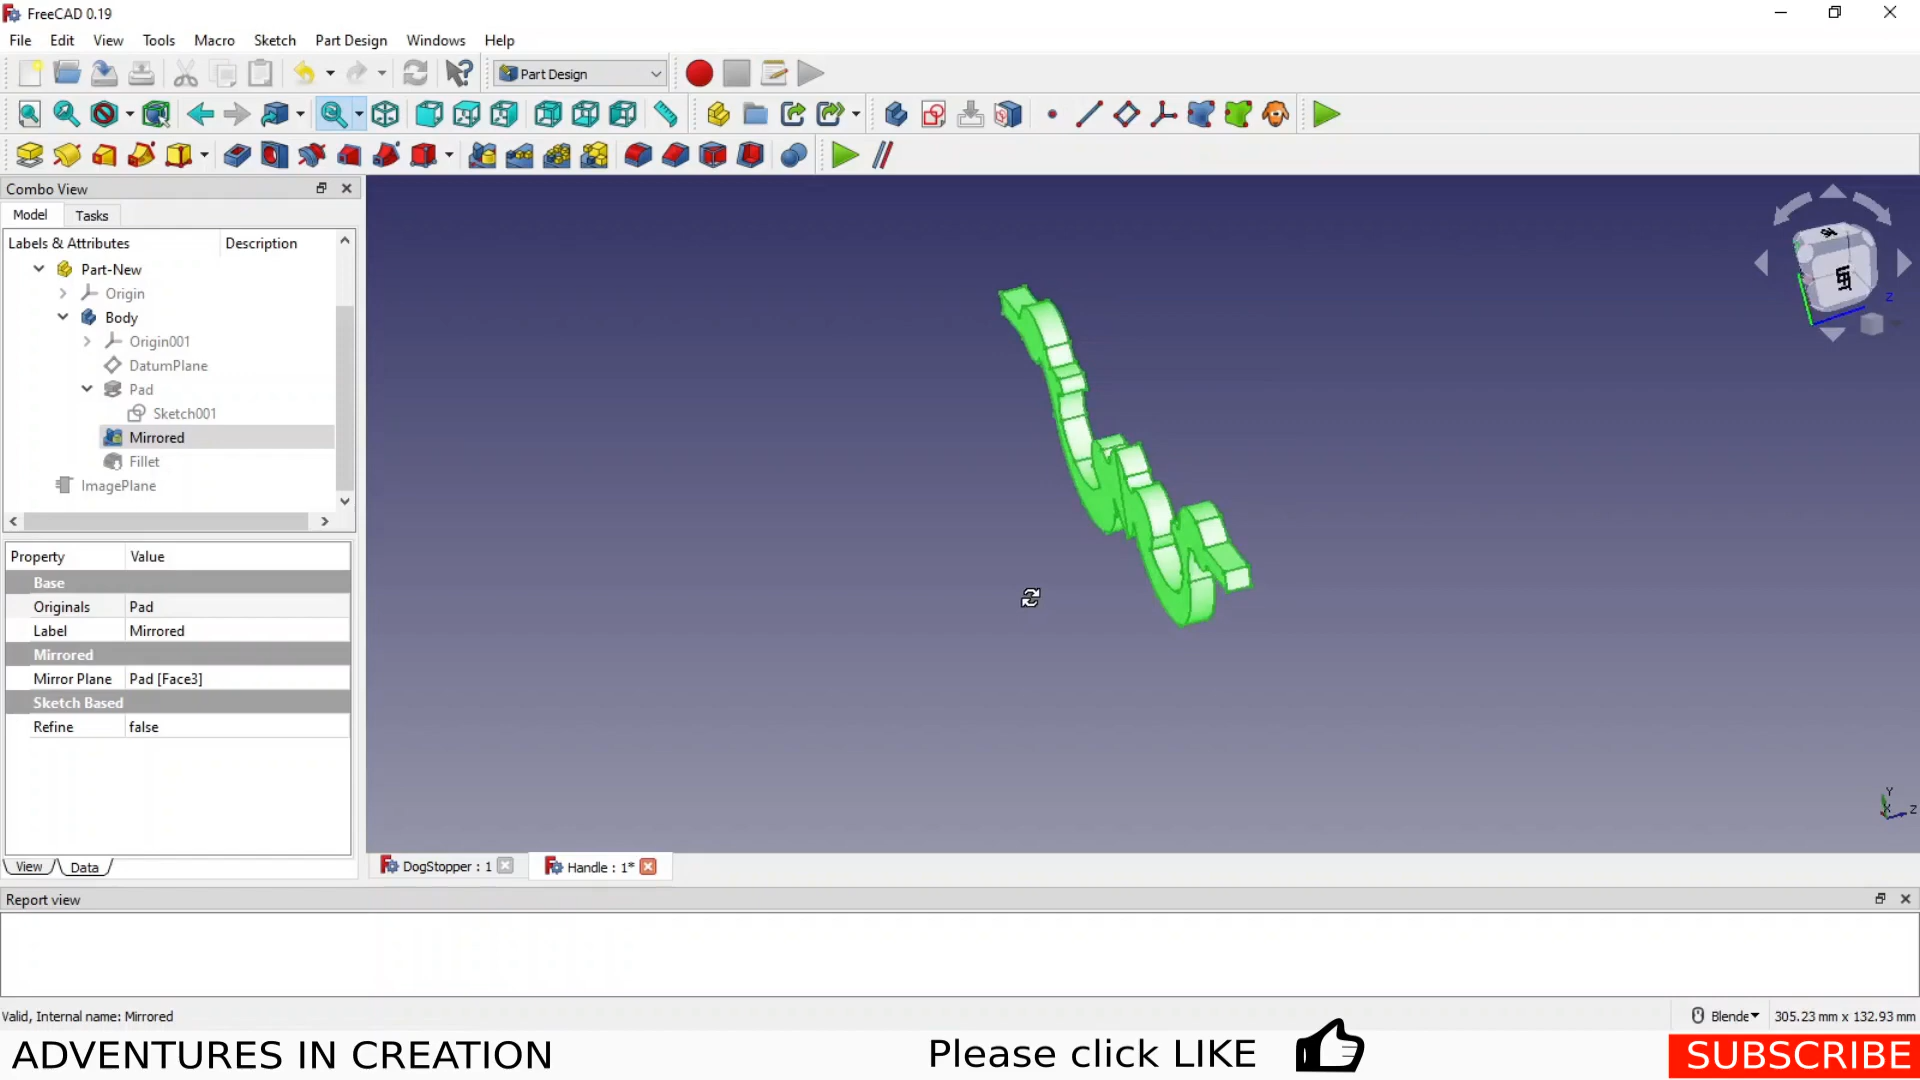 FreeCAD 0.19
File Edit View Tools Macro Sketch Part Design Windows Help
Part Design
Combo View
Model Tasks
Labels & Attributes Description
Part-New
Origin
Body
Origin001
DatumPlane
Pad
Sketch001
Mirrored
Fillet
ImagePlane
Property Value
Base
Originals Pad
Label Mirrored
Mirrored
Mirror Plane Pad [Face3]
Sketch Based
Refine false
View Data
Z
Y
X Z
DogStopper : 1 Handle : 1*
Report view
Valid, Internal name: Mirrored
Blende 305.23 mm x 132.93 mm
ADVENTURES IN CREATION Please click LIKE SUBSCRIBE